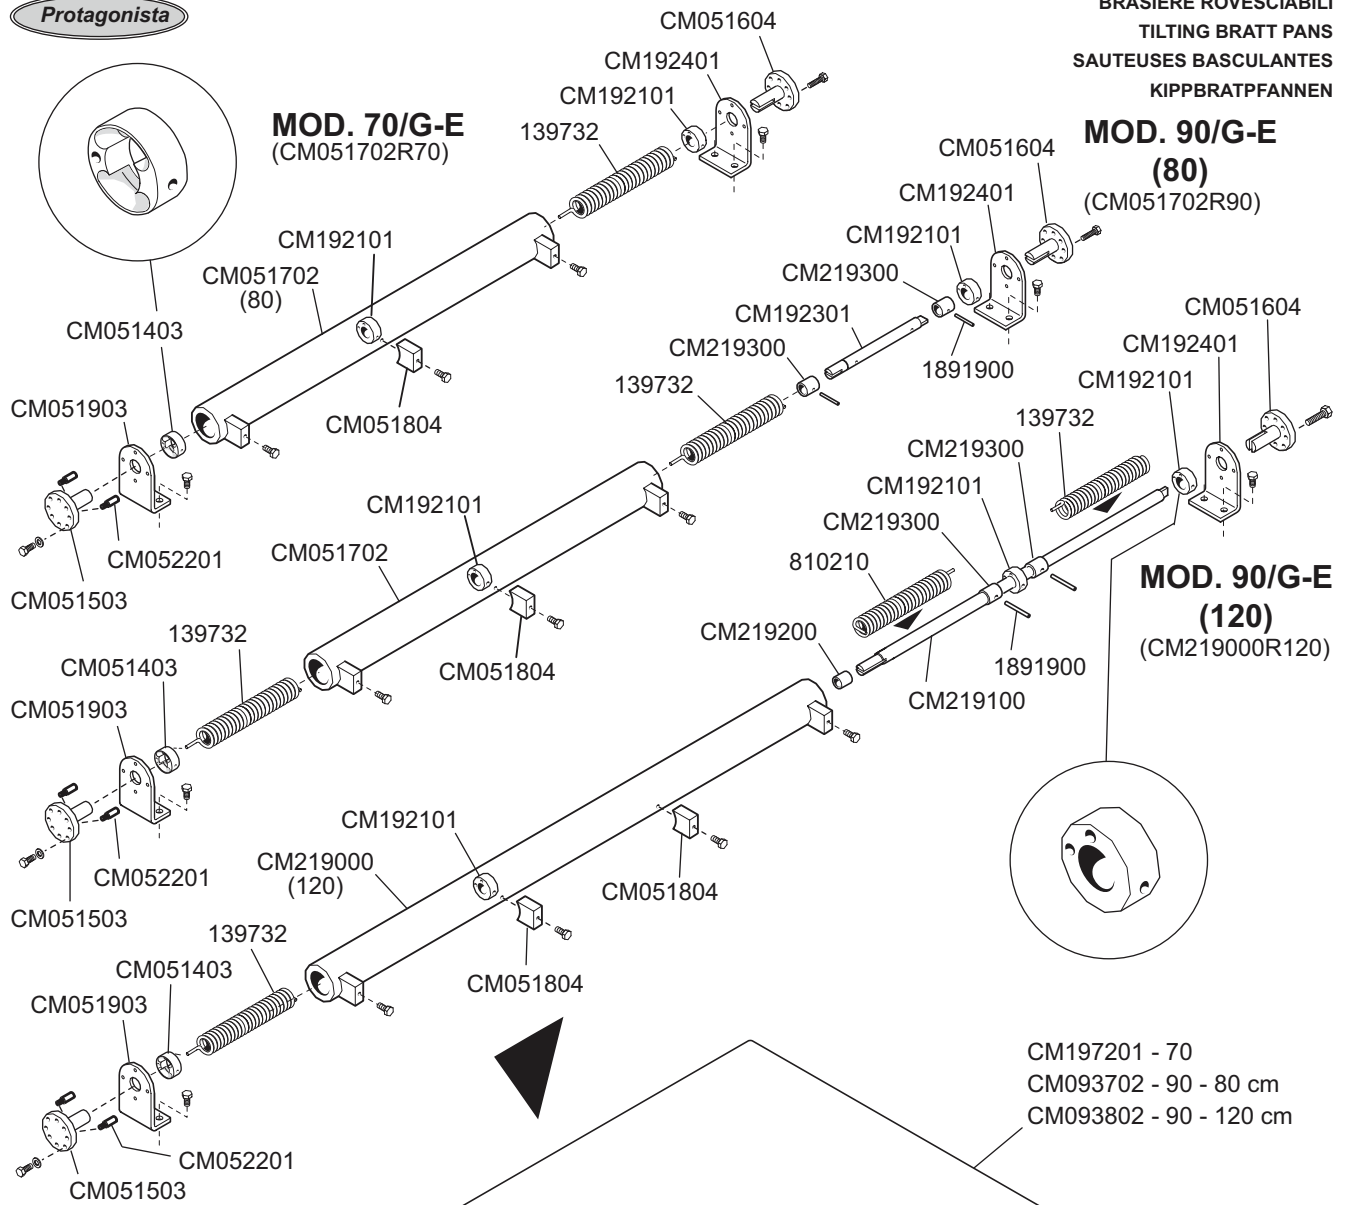 Protagonista
BRASIERE ROVESCIABILI
TILTING BRATT PANS
SAUTEUSES BASCULANTES
KIPPBRATPFANNEN
MOD. 70/G-E
(CM051702R70)
CM051604
CM192401
CM192101
139732
CM192101
CM051702
(80)
CM051403
CM051903
CM051804
CM052201
CM051503
MOD. 90/G-E
(80)
(CM051702R90)
CM051604
CM192401
CM192101
CM219300
CM192301
CM219300
1891900
139732
CM192101
CM051702
CM051804
139732
CM051403
CM051903
CM052201
CM051503
CM051604
CM192401
CM192101
139732
CM219300
CM192101
CM219300
810210
MOD. 90/G-E
(120)
(CM219000R120)
CM219200
1891900
CM219100
CM192101
CM219000
(120)
CM051804
CM051804
139732
CM051403
CM051903
CM052201
CM051503
CM197201 - 70
CM093702 - 90 - 80 cm
CM093802 - 90 - 120 cm